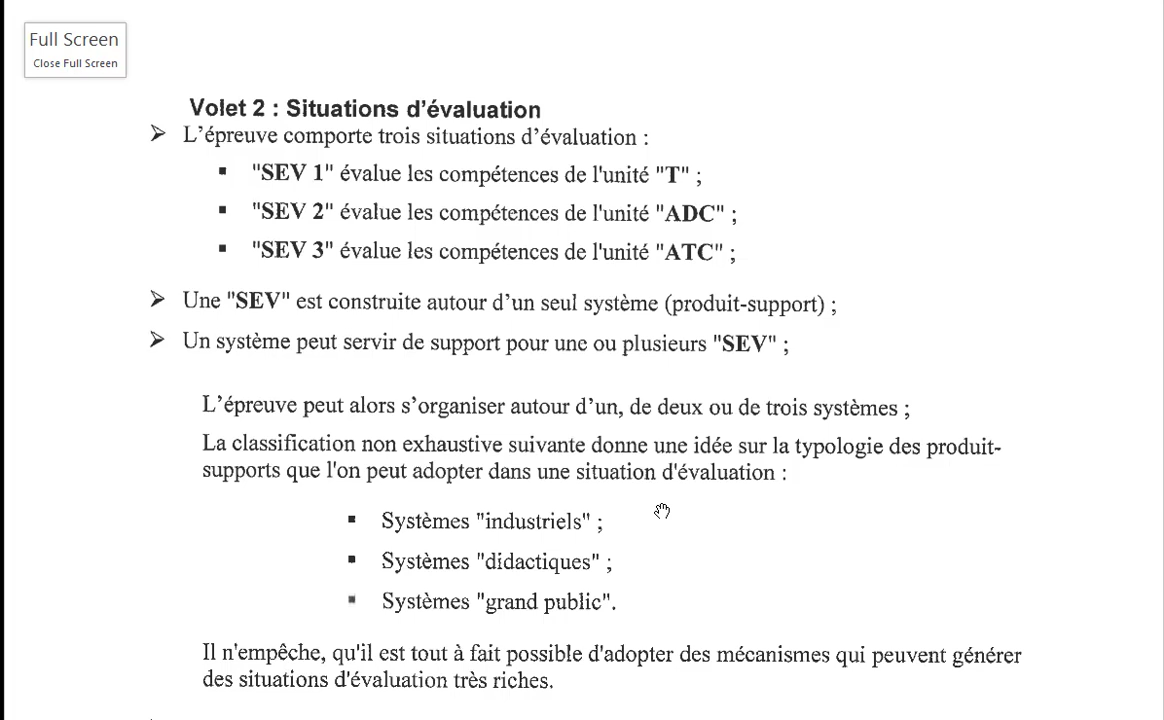 Full Screen
Close Full Screen
Volet 2 : Situations d'évaluation
➢ L'épreuve comporte trois situations d'évaluation :
▪ "SEV 1" évalue les compétences de l'unité "T" ;
▪ "SEV 2" évalue les compétences de l'unité "ADC" ;
▪ "SEV 3" évalue les compétences de l'unité "ATC" ;
➢ Une "SEV" est construite autour d'un seul système (produit-support) ;
➢ Un système peut servir de support pour une ou plusieurs "SEV" ;
L'épreuve peut alors s'organiser autour d'un, de deux ou de trois systèmes ;
La classification non exhaustive suivante donne une idée sur la typologie des produit-
supports que l'on peut adopter dans une situation d'évaluation :
▪ Systèmes "industriels" ;
▪ Systèmes "didactiques" ;
▪ Systèmes "grand public".
Il n'empêche, qu'il est tout à fait possible d'adopter des mécanismes qui peuvent générer
des situations d'évaluation très riches.